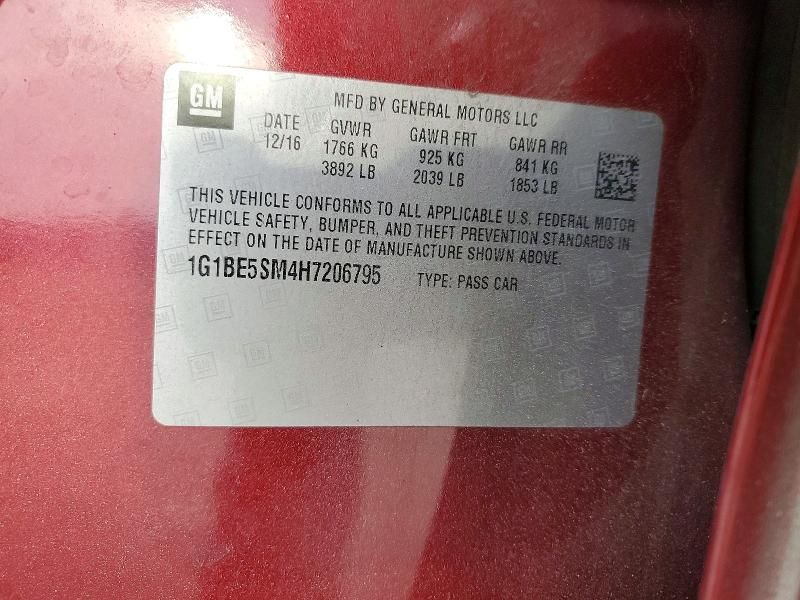 GM
MFD BY GENERAL MOTORS LLC
DATE GVWR GAWR FRT GAWR RR
12/16 1766 KG 925 KG 841 KG
3892 LB 2039 LB 1853 LB
THIS VEHICLE CONFORMS TO ALL APPLICABLE U.S. FEDERAL MOTOR
VEHICLE SAFETY, BUMPER, AND THEFT PREVENTION STANDARDS IN
EFFECT ON THE DATE OF MANUFACTURE SHOWN ABOVE.
1G1BE5SM4H7206795 TYPE: PASS CAR